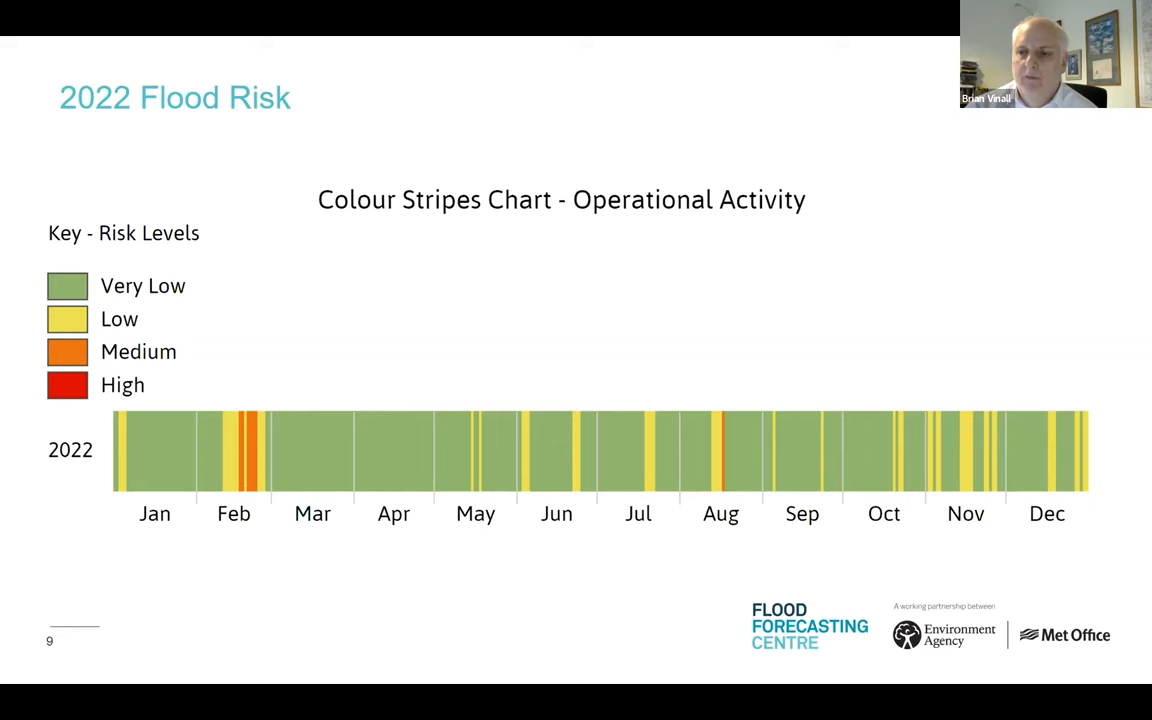 Brian Vinall
2022 Flood Risk
Colour Stripes Chart - Operational Activity
Key - Risk Levels
Very Low
Low
Medium
High
2022
Jan Feb Mar Apr May Jun Jul Aug Sep Oct Nov Dec
9
FLOOD
FORECASTING
CENTRE
A working partnership between
Environment
Agency
Met Office